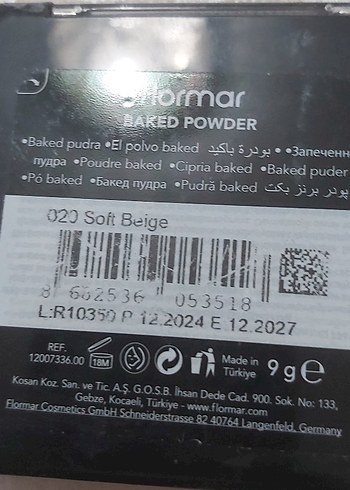 flormar
BAKED POWDER
•Baked pudra •El polvo baked بودرة باكيد • •Запеченн
пудра •Poudre baked •Cipria baked •Baked puder
•Pó baked •Бакед пудра •Pudră baked پودر برنز بکت
020 Soft Beige
8 682536 053518
L:R10350 P 12.2024 E 12.2027
REF.
12007336.00 18M Made in Türkiye 9 g ℮
Kosan Koz. San. ve Tic. A.Ş. G.O.S.B. İhsan Dede Cad. 900. Sok. No: 133,
Gebze, Kocaeli, Türkiye - www.flormar.com
Flormar Cosmetics GmbH Schneiderstrasse 82 40764 Langenfeld, Germany